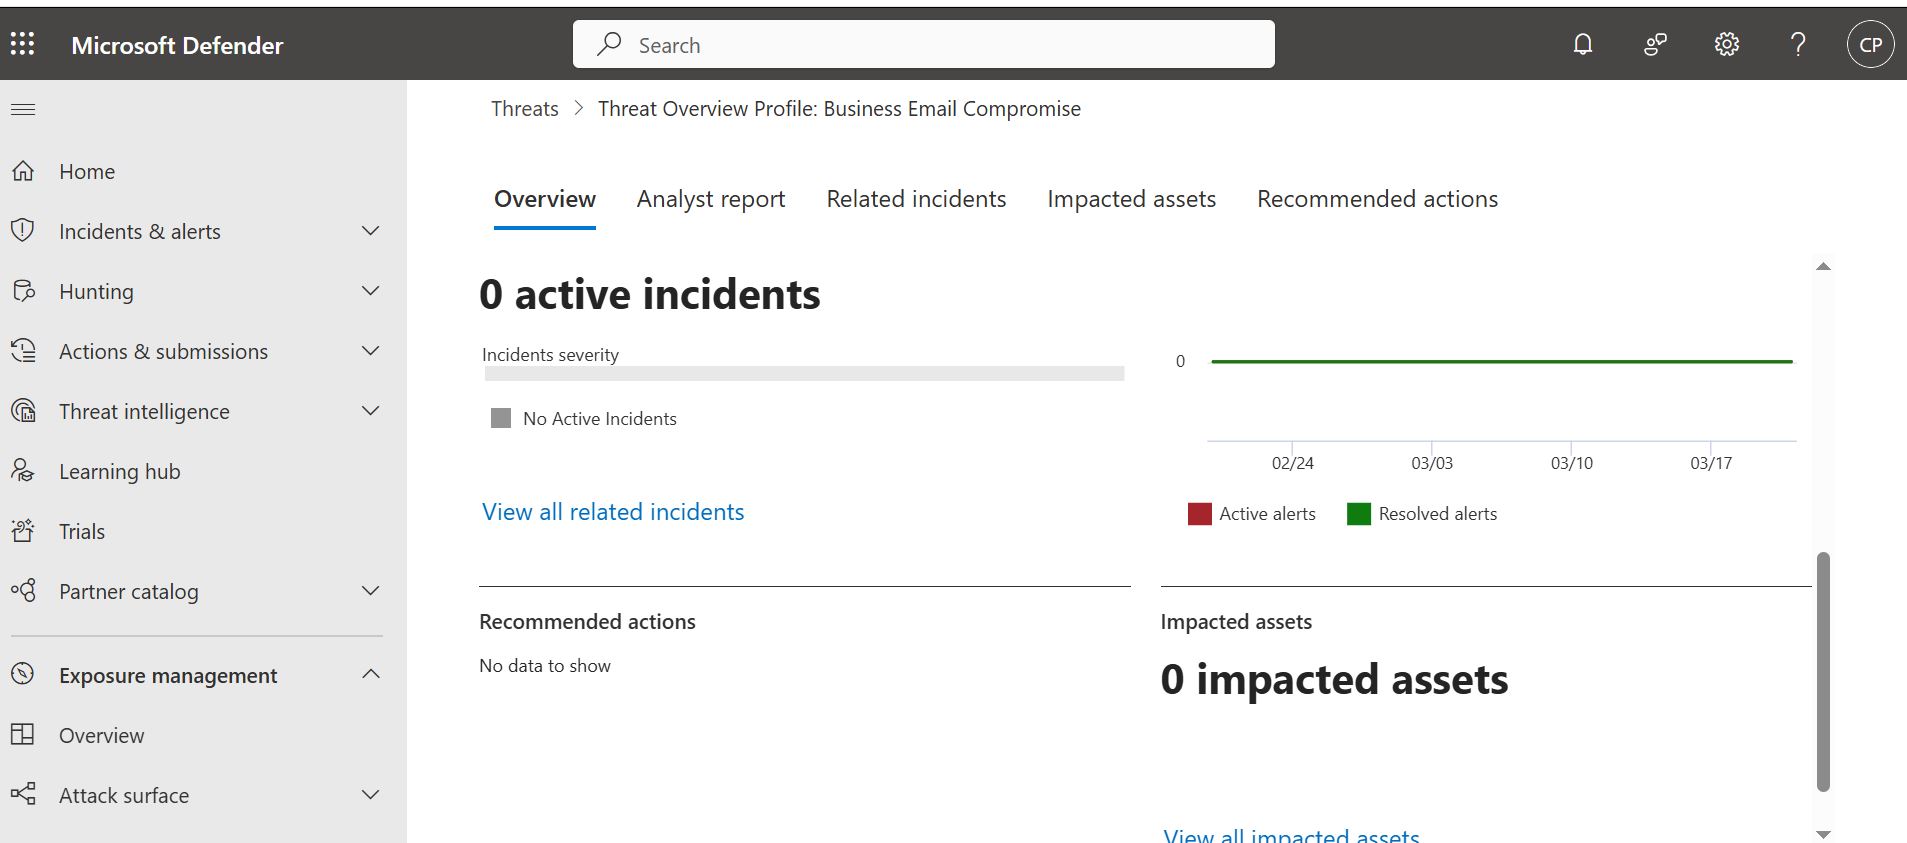 Microsoft Defender
Search
CP
Threats > Threat Overview Profile: Business Email Compromise
Home
Incidents & alerts
Hunting
Actions & submissions
Threat intelligence
Learning hub
Trials
Partner catalog
Exposure management
Overview
Attack surface
Overview Analyst report Related incidents Impacted assets Recommended actions
0 active incidents
Incidents severity
No Active Incidents
View all related incidents
0
02/24 03/03 03/10 03/17
Active alerts Resolved alerts
Recommended actions
No data to show
Impacted assets
0 impacted assets
View all impacted assets